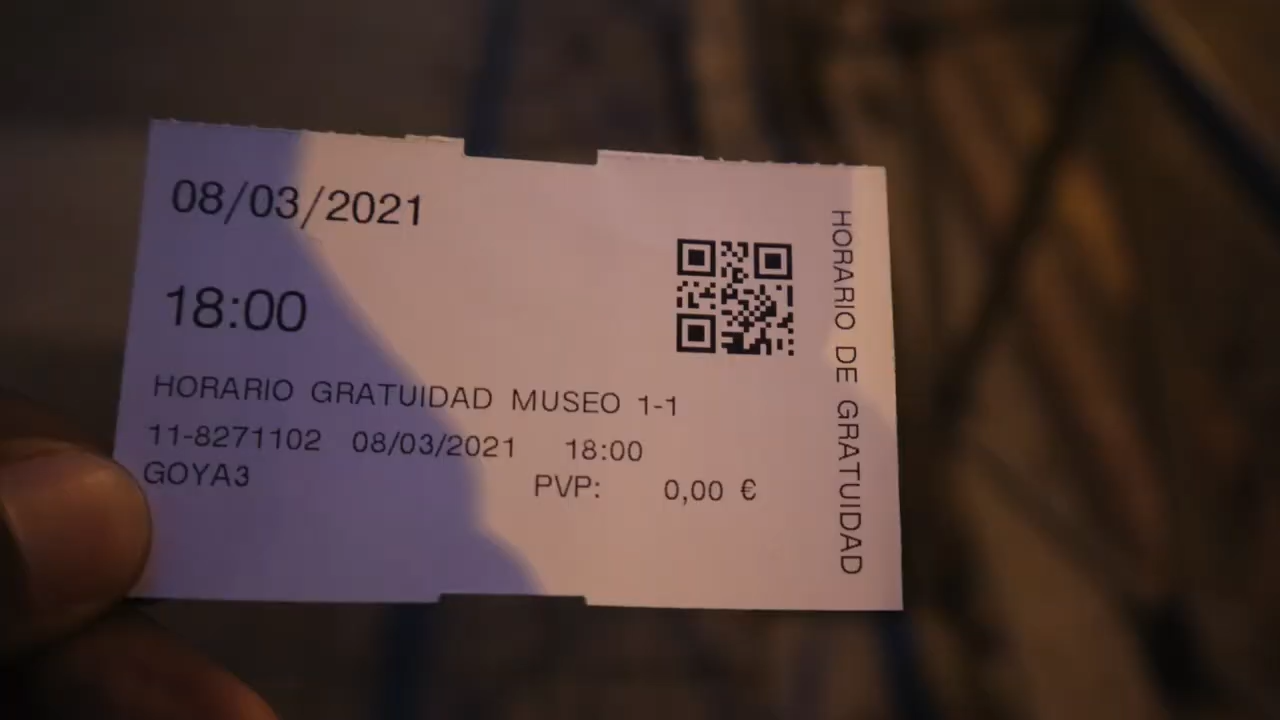 08/03/2021
18:00
HORARIO GRATUIDAD MUSEO 1-1
11-8271102 08/03/2021 18:00
GOYA3 PVP: 0,00 €
HORARIO DE GRATUIDAD